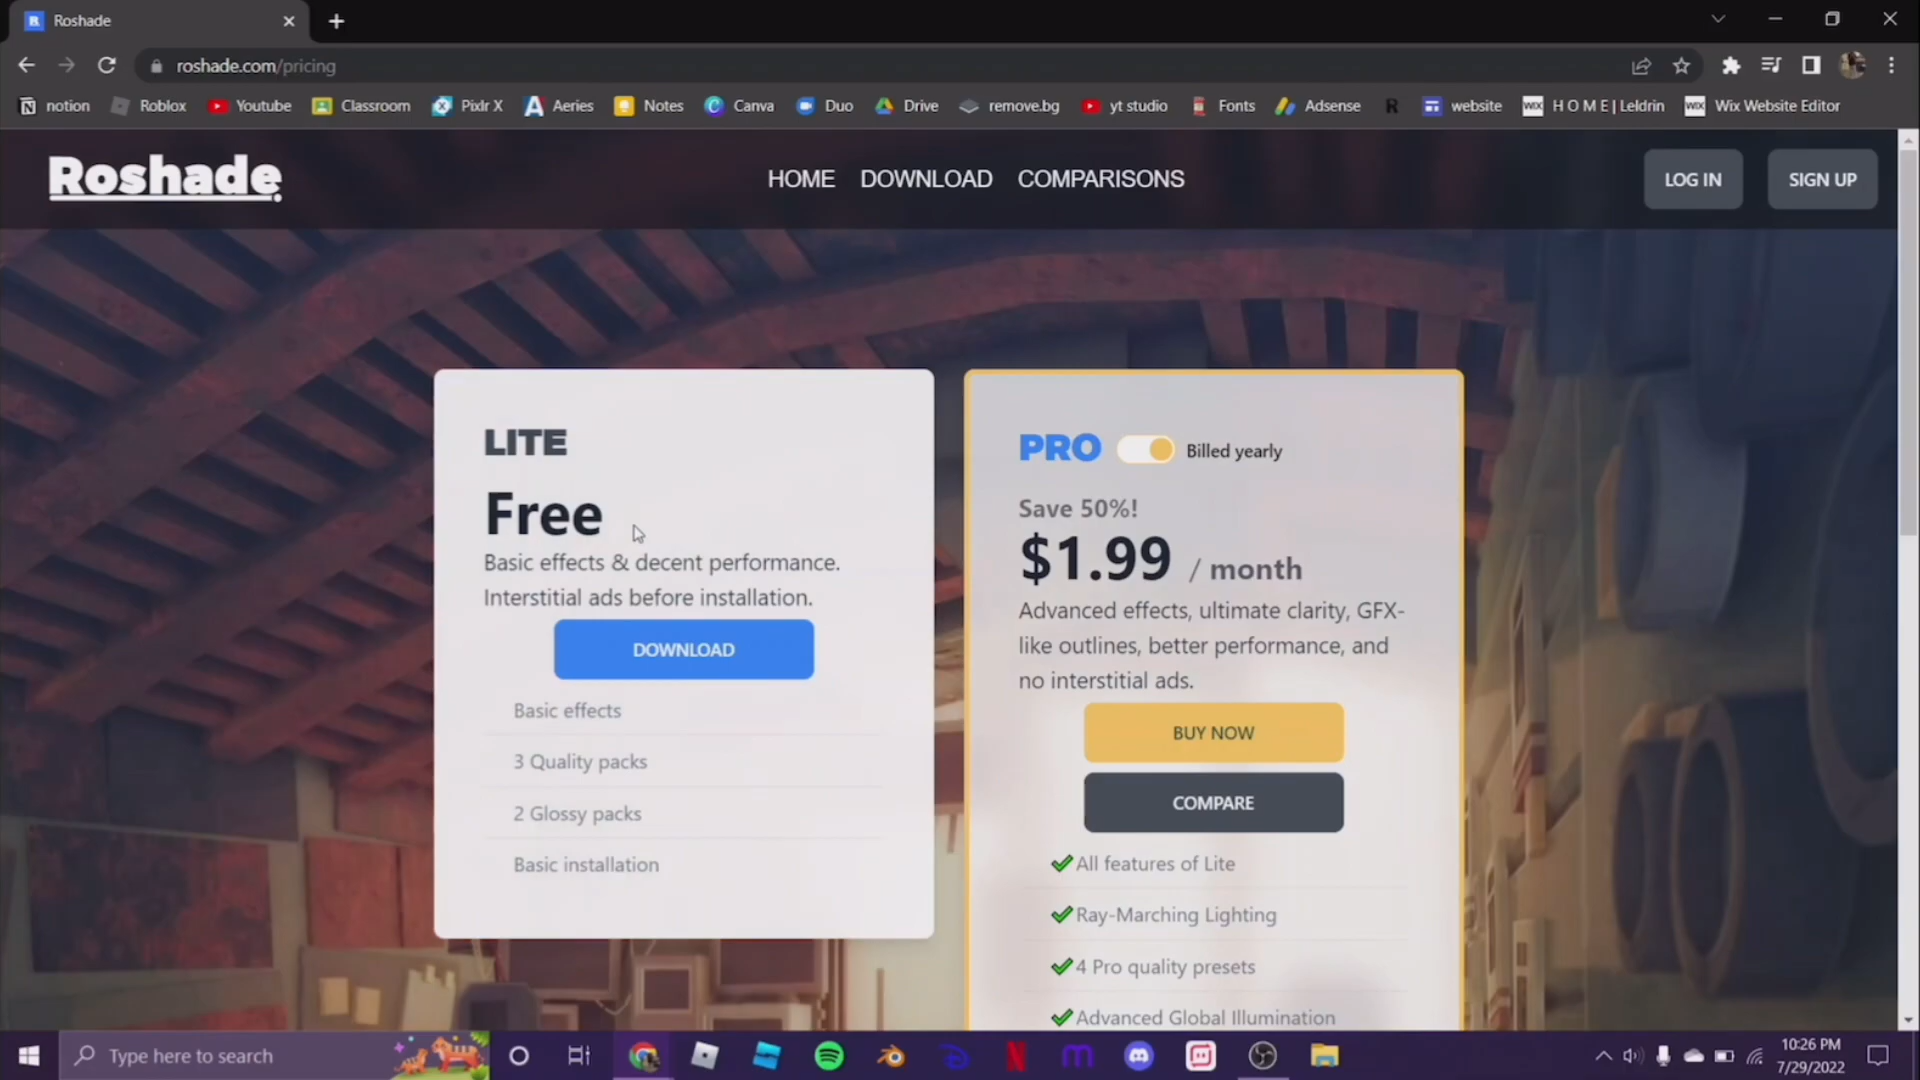 Roshade
roshade.com/pricing
notion Roblox Youtube Classroom Pixlr X Aeries Notes Canva Duo Drive remove.bg yt studio Fonts Adsense website H O M E | Leldrin Wix Website Editor
Roshade.
HOME DOWNLOAD COMPARISONS
LOG IN SIGN UP
LITE
Free
Basic effects & decent performance.
Interstitial ads before installation.
DOWNLOAD
Basic effects
3 Quality packs
2 Glossy packs
Basic installation
PRO Billed yearly
Save 50%!
$1.99 / month
Advanced effects, ultimate clarity, GFX-
like outlines, better performance, and
no interstitial ads.
BUY NOW
COMPARE
All features of Lite
Ray-Marching Lighting
4 Pro quality presets
Advanced Global Illumination
Type here to search
10:26 PM
7/29/2022